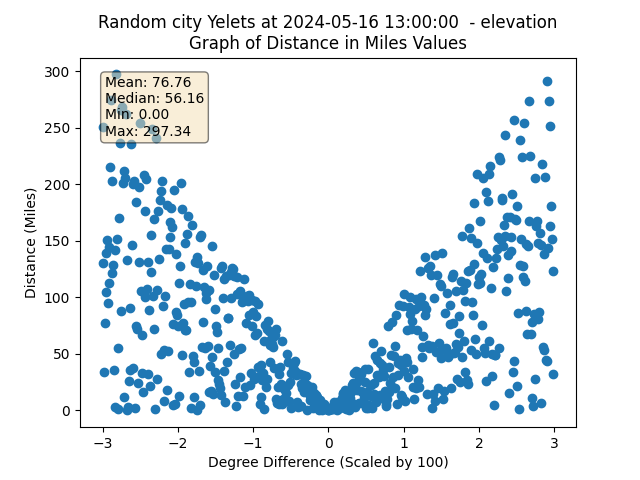 Random city Yelets at 2024-05-16 13:00:00  - elevation
Graph of Distance in Miles Values
Mean: 76.76
Median: 56.16
Min: 0.00
Max: 297.34
Distance (Miles)
300
250
200
150
100
50
0
−3
−2
−1
0
1
2
3
Degree Difference (Scaled by 100)